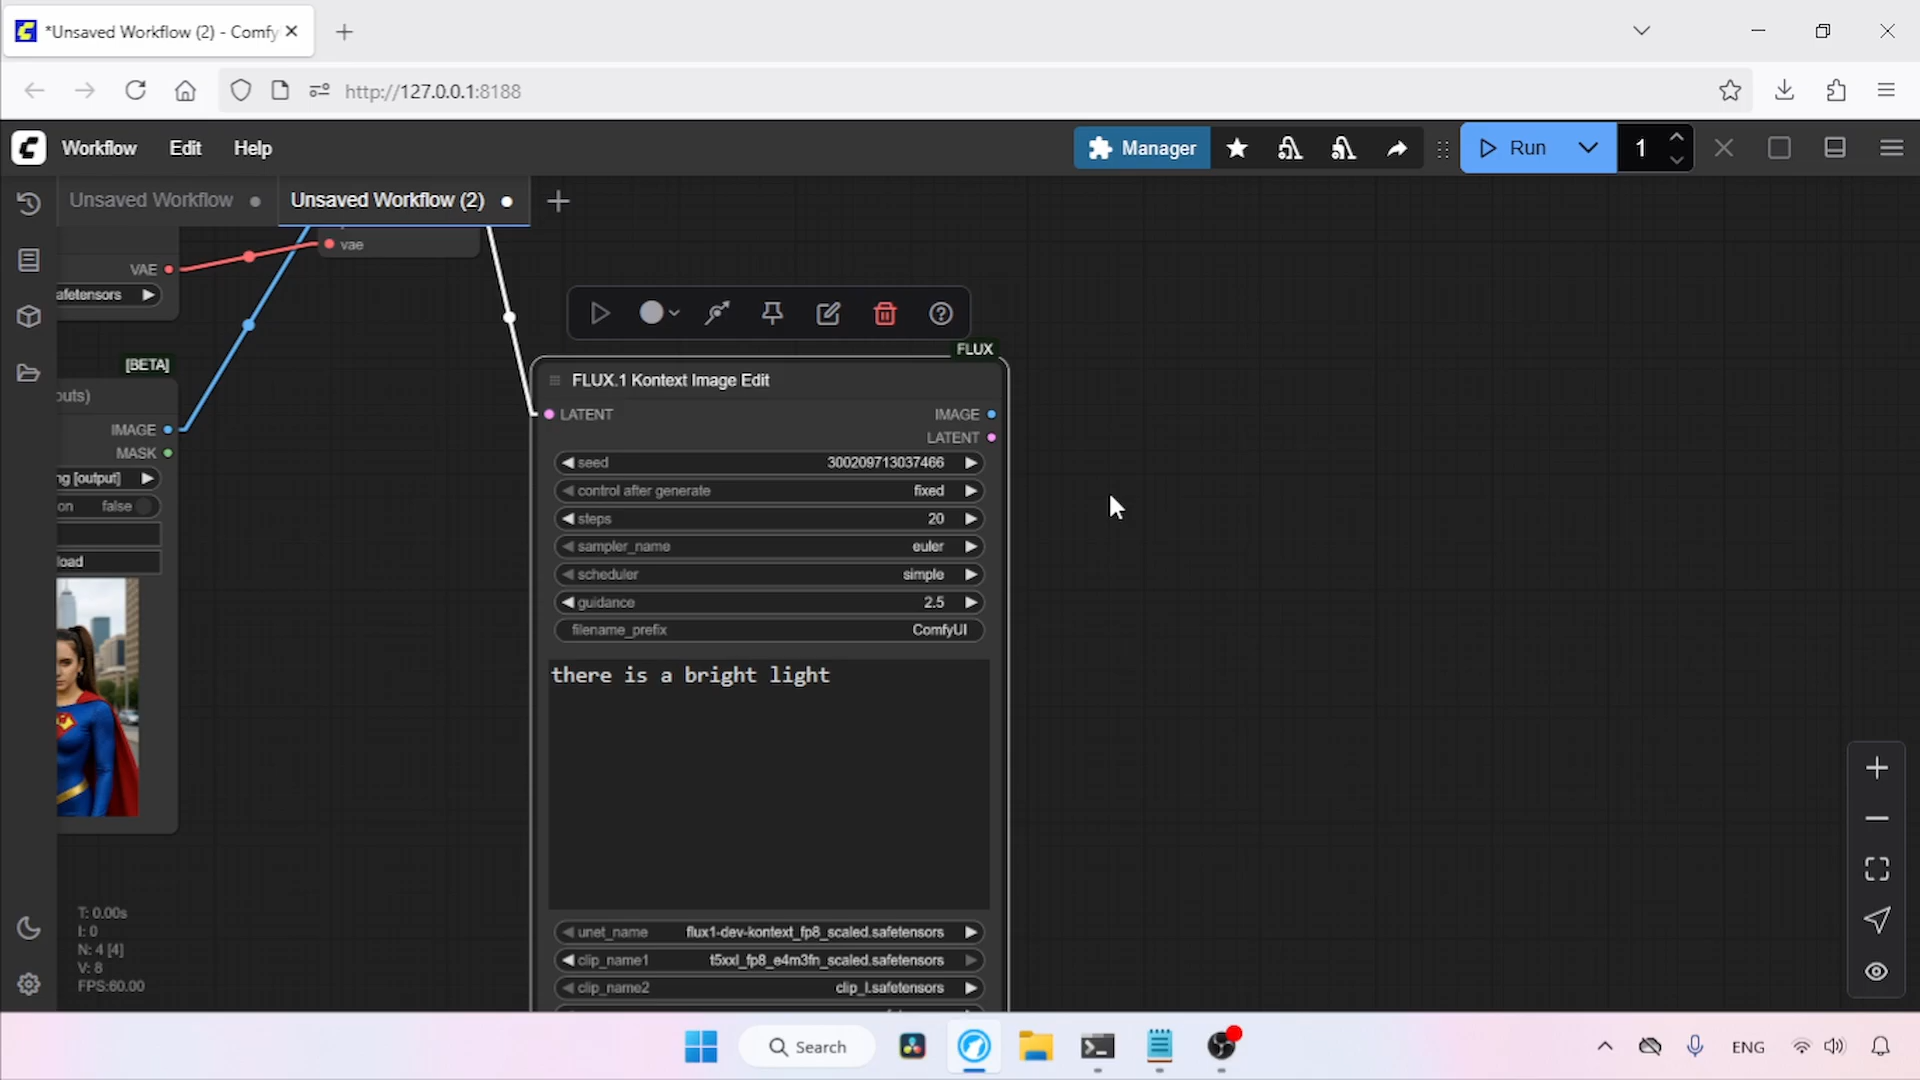 *Unsaved Workflow (2) - Comfy
http://127.0.0.1:8188
Workflow Edit Help
Manager
Run
1
Unsaved Workflow
Unsaved Workflow (2)
vae
VAE
afetensors
[BETA]
outs)
IMAGE
MASK
ng [output]
on false
load
FLUX
FLUX.1 Kontext Image Edit
LATENT IMAGE
LATENT
seed 300209713037466
control after generate fixed
steps 20
sampler_name euler
scheduler simple
guidance 2.5
filename_prefix ComfyUI
there is a bright light
unet_name flux1-dev-kontext_fp8_scaled.safetensors
clip_name1 t5xxl_fp8_e4m3fn_scaled.safetensors
clip_name2 clip_l.safetensors
T: 0.00s
I: 0
N: 4 [4]
V: 8
FPS:60.00
Search
ENG